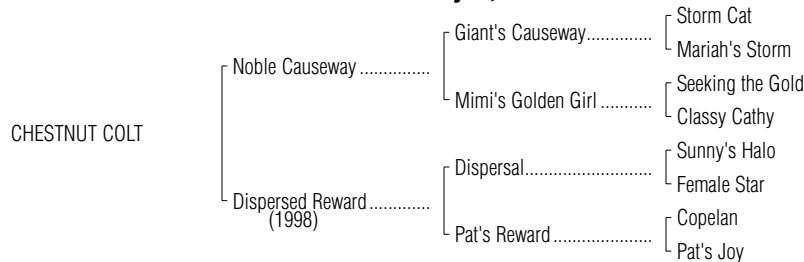 Storm Cat
Giant's Causeway..............
Mariah's Storm
Noble Causeway ...............
Seeking the Gold
Mimi's Golden Girl ...........
Classy Cathy
CHESTNUT COLT
Sunny's Halo
Dispersal.........................
Female Star
Dispersed Reward .............
(1998)
Copelan
Pat's Reward ....................
Pat's Joy